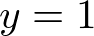 y = 1